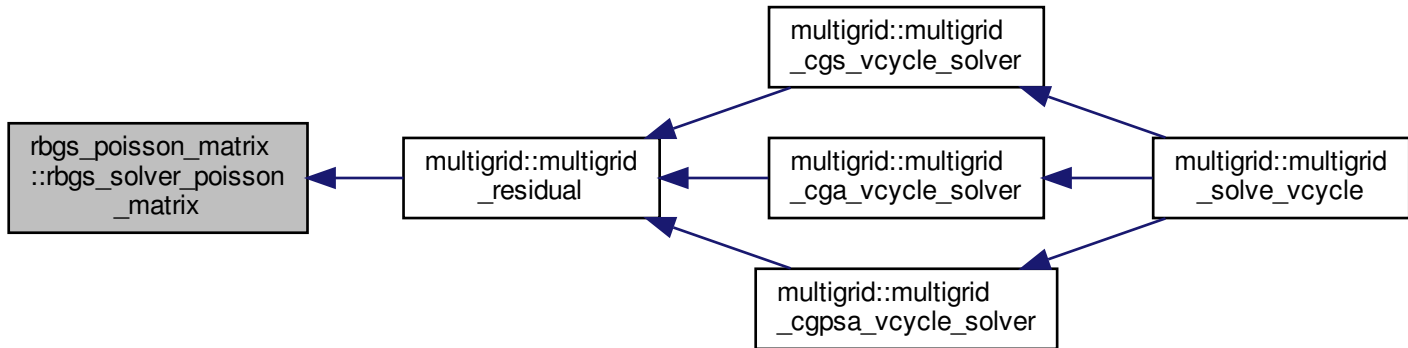 rbgs_poisson_matrix
::rbgs_solver_poisson
_matrix
multigrid::multigrid
_residual
multigrid::multigrid
_cgs_vcycle_solver
multigrid::multigrid
_cga_vcycle_solver
multigrid::multigrid
_cgpsa_vcycle_solver
multigrid::multigrid
_solve_vcycle